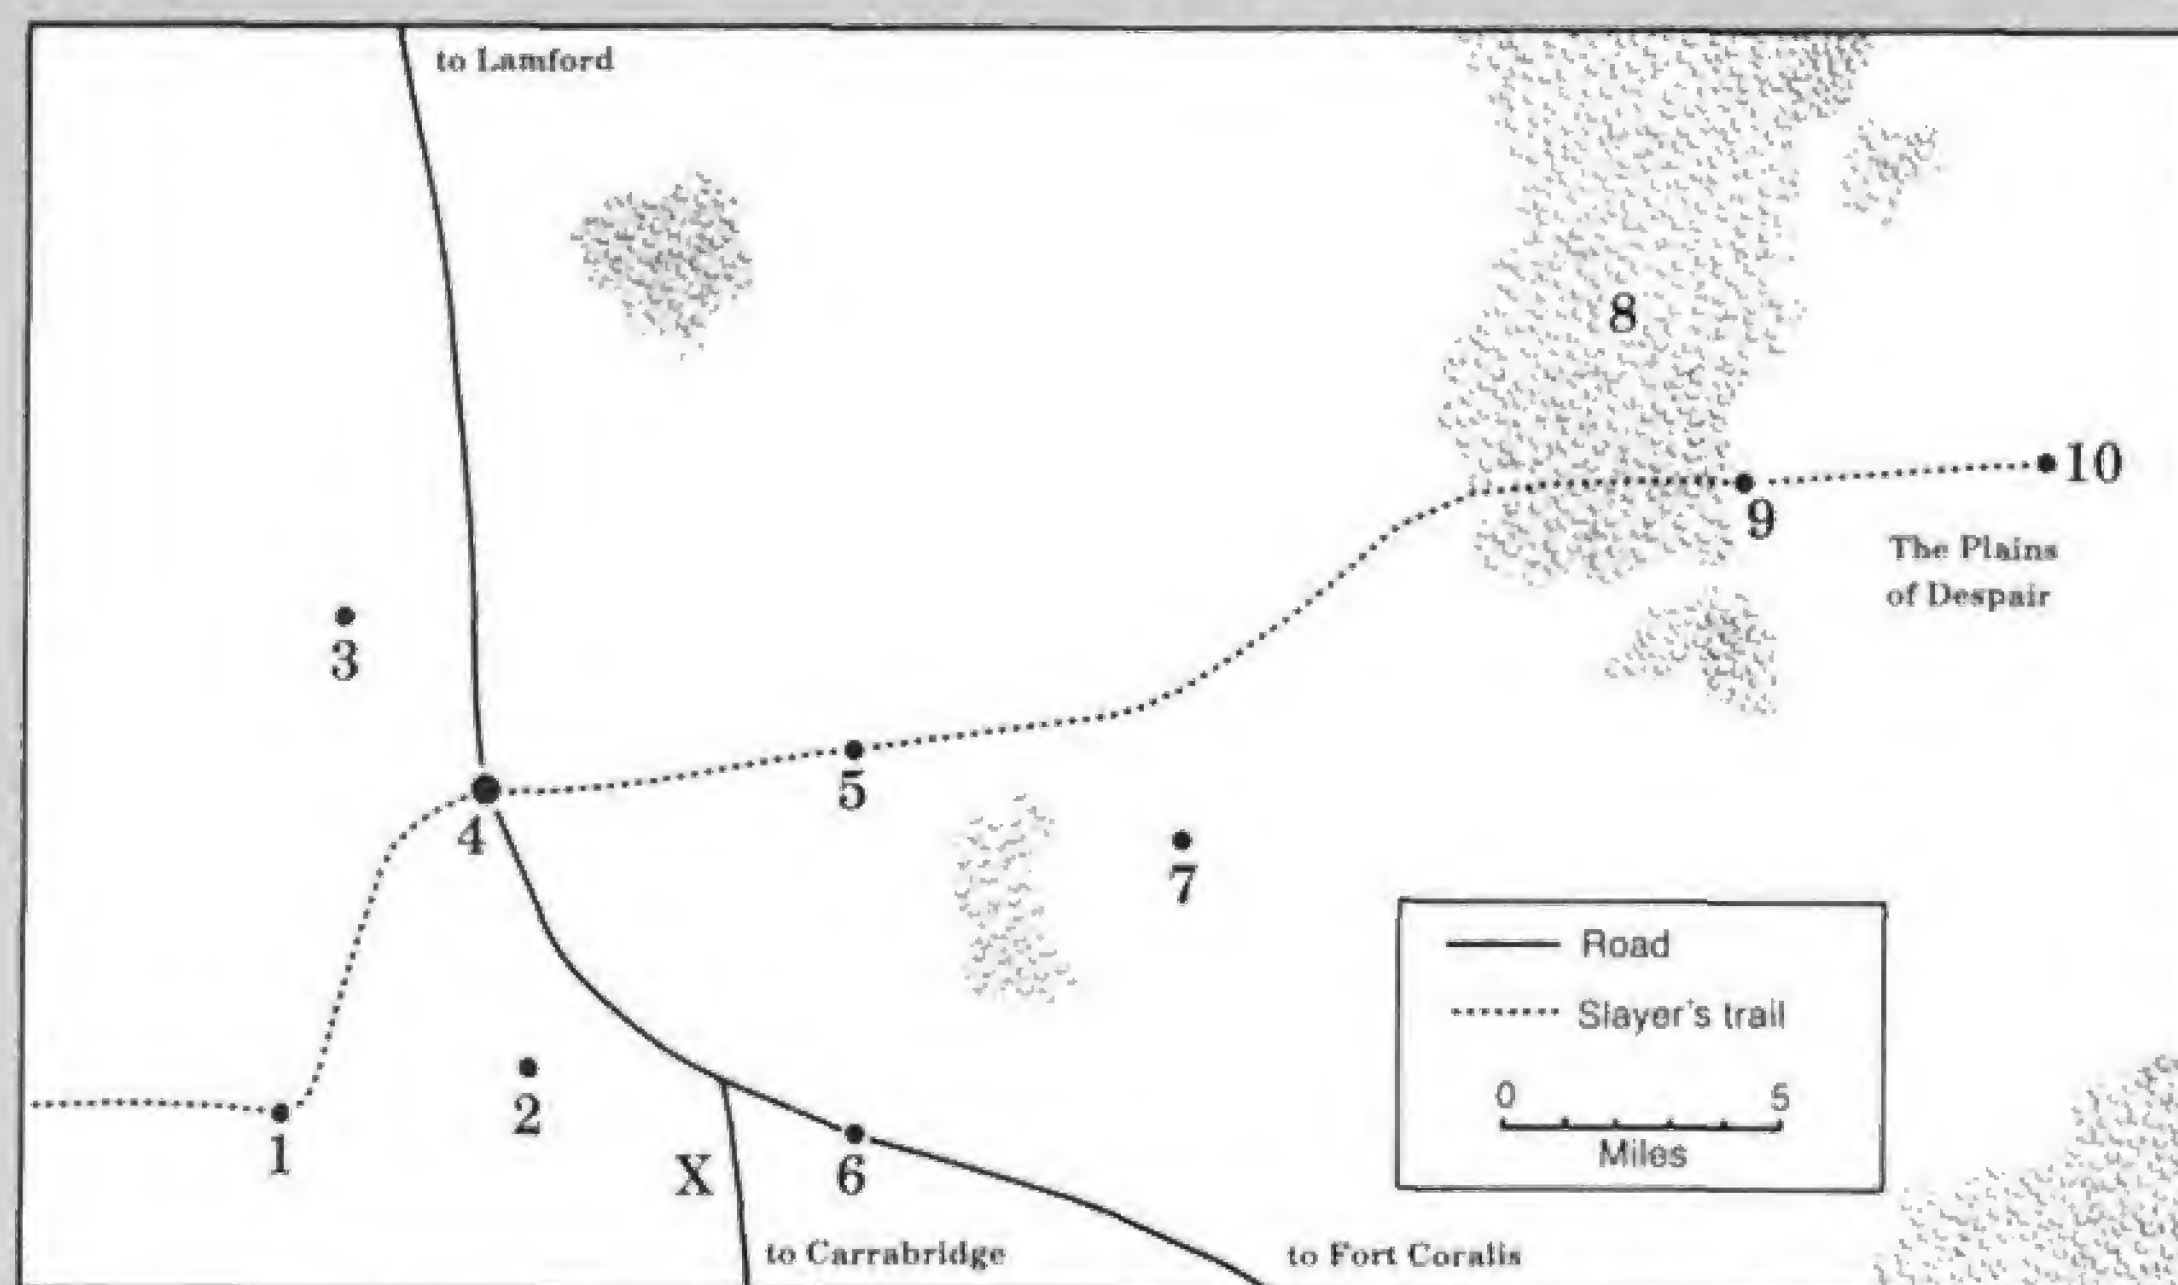 to Lamford
8
10
9
The Plains
of Despair
3
5
4
7
Road
Slayer's trail
0 5
Miles
2
1
X
6
to Carrabridge
to Fort Coralis